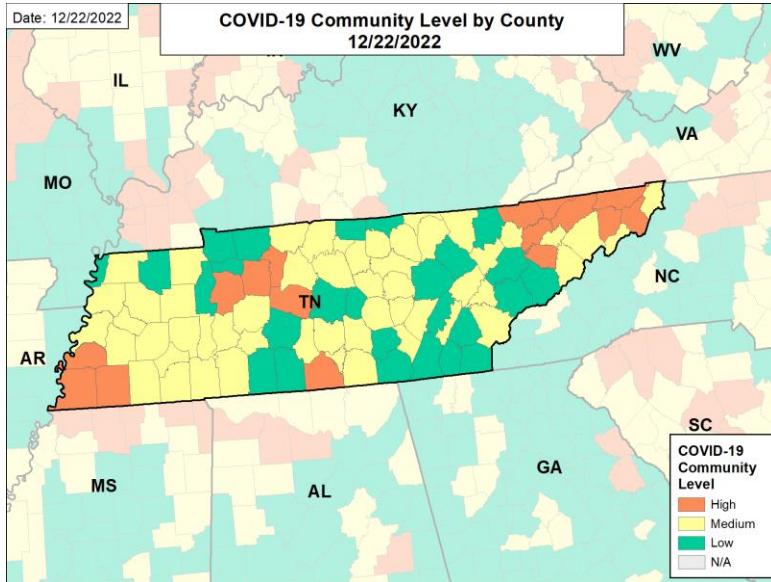 Date: 12/22/2022
COVID-19 Community Level by County
12/22/2022
WV
IL
KY
VA
MO
TN
NC
AR
SC
MS
AL
GA
COVID-19
Community
Level
High
Medium
Low
N/A